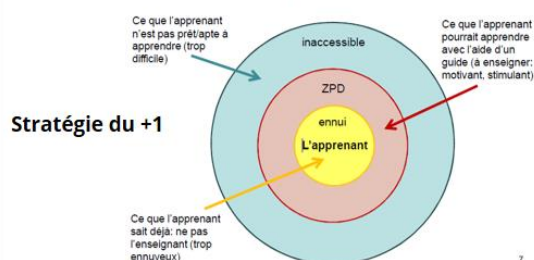 Ce que l'apprenant
n'est pas prêt/apte à
apprendre (trop
difficile)
inaccessible
Ce que l'apprenant
pourrait apprendre
avec l'aide d'un
guide (à enseigner:
motivant, stimulant)
ZPD
ennui
L'apprenant
Stratégie du +1
Ce que l'apprenant
sait déjà: ne pas
l'enseignant (trop
ennuyeux)
7